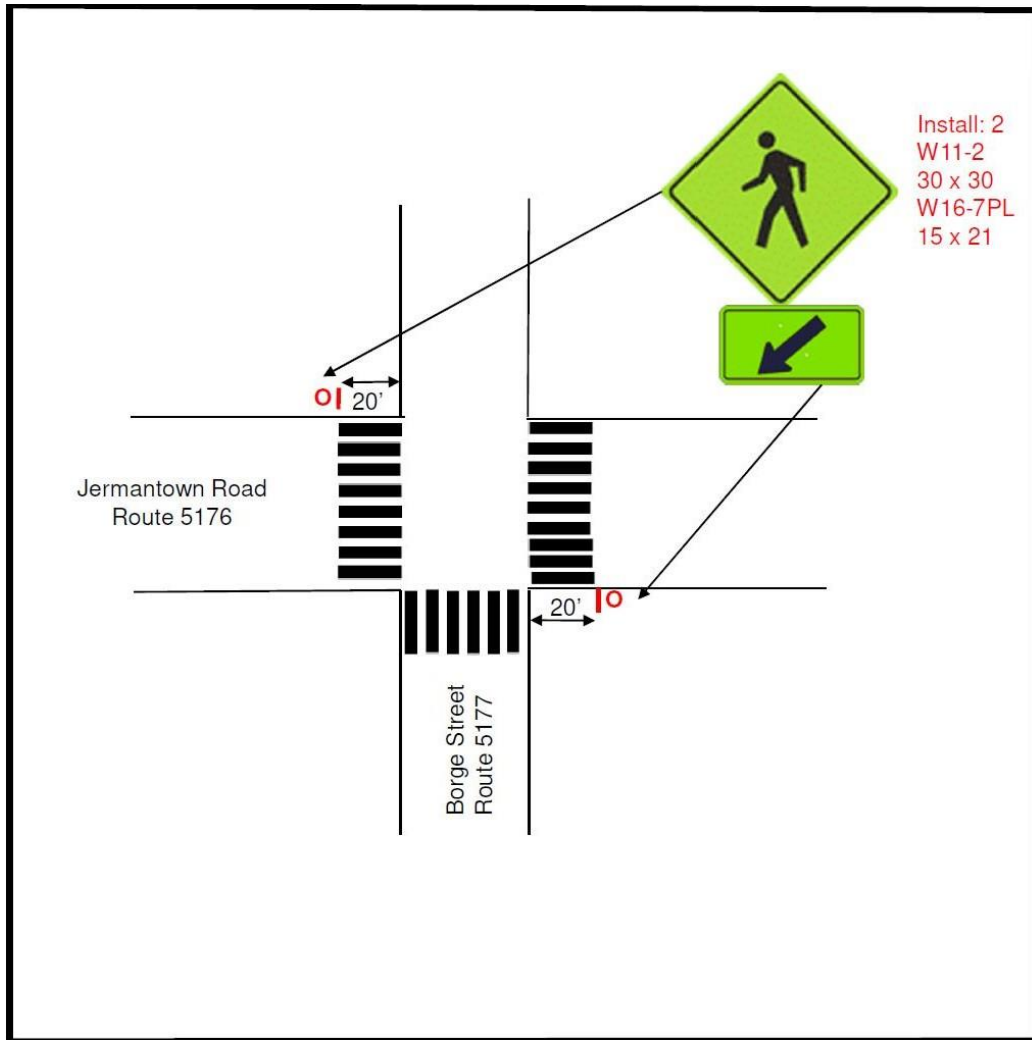 Install: 2
W11-2
30 x 30
W16-7PL
15 x 21
O 20’
Jermantown Road
Route 5176
20’ O
Borge Street
Route 5177